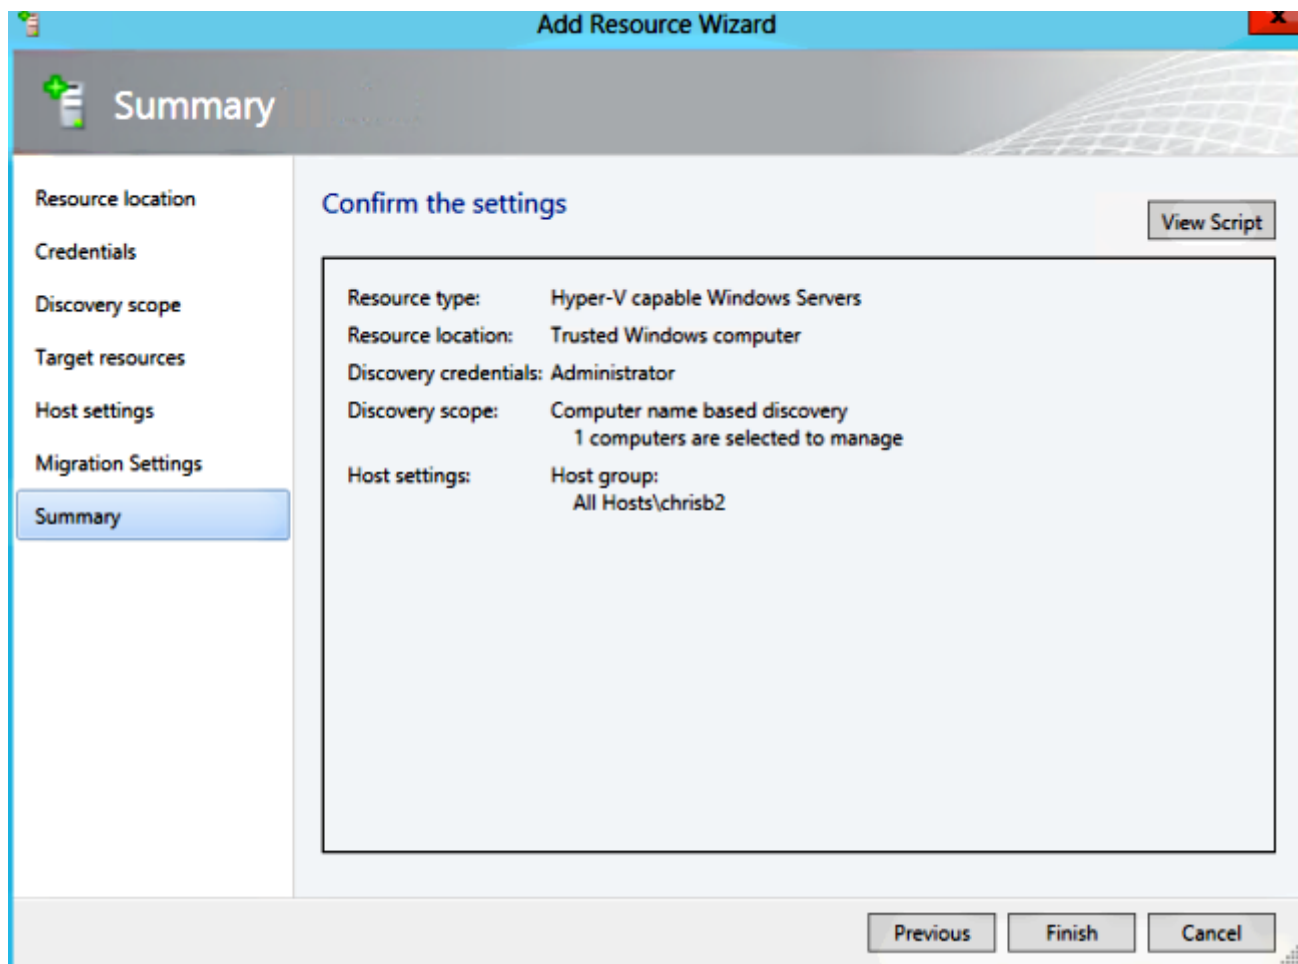 Add Resource Wizard
x
Summary
Resource location
Credentials
Discovery scope
Target resources
Host settings
Migration Settings
Summary
Confirm the settings
View Script
Resource type: Hyper-V capable Windows Servers
Resource location: Trusted Windows computer
Discovery credentials: Administrator
Discovery scope: Computer name based discovery
1 computers are selected to manage
Host settings: Host group:
All Hosts\chrisb2
Previous Finish Cancel